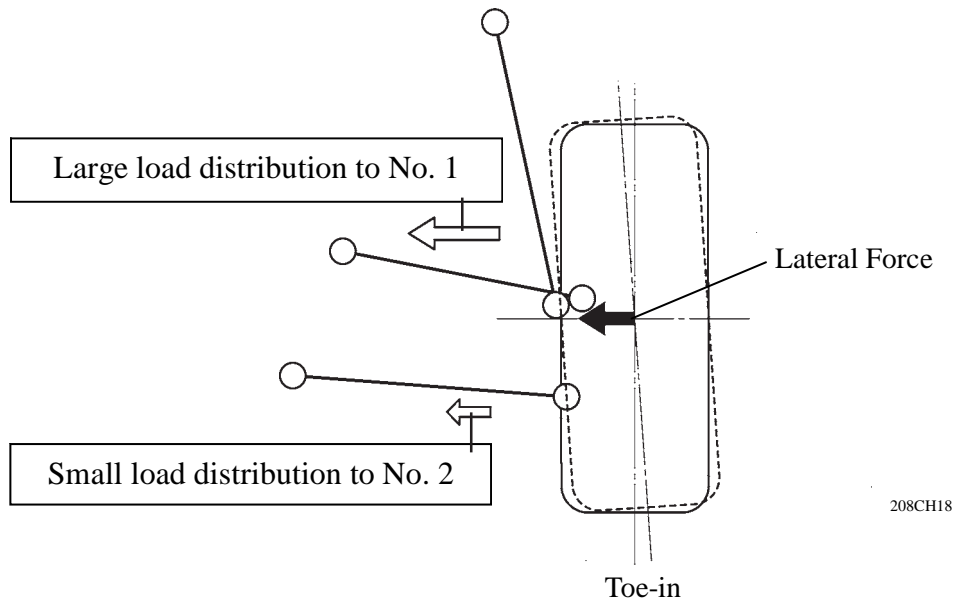 Large load distribution to No. 1
Lateral Force
Small load distribution to No. 2
208CH18
Toe-in